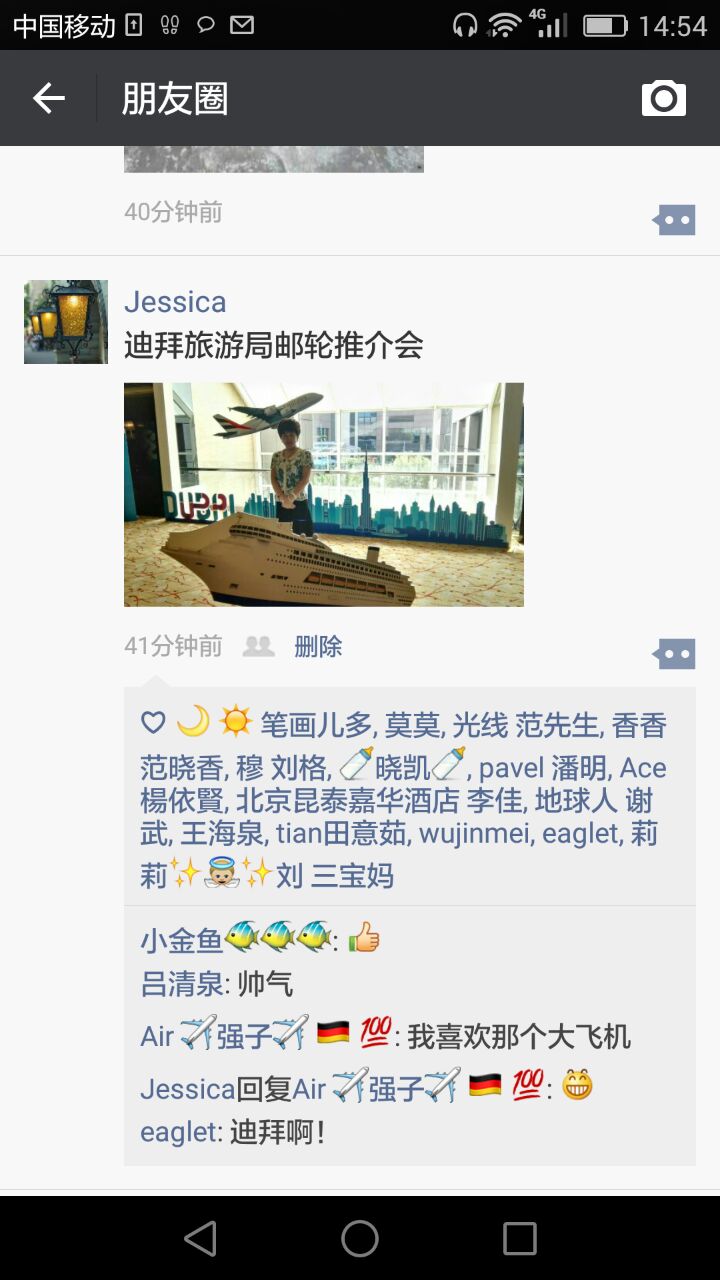 中国移动 4G 14:54
朋友圈
40分钟前
Jessica
迪拜旅游局邮轮推介会
DUBAI
41分钟前 删除
♡ 🌙 ☀️ 笔画儿多, 莫莫, 光线 范先生, 香香
范晓香, 穆 刘格, 🍼晓凯🍼, pavel 潘明, Ace
楊依賢, 北京昆泰嘉华酒店 李佳, 地球人 谢
武, 王海泉, tian田意茹, wujinmei, eaglet, 莉
莉✨👼✨刘 三宝妈
小金鱼🐠🐠🐠: 👍
吕清泉: 帅气
Air ✈️强子✈️ 🇩🇪 💯: 我喜欢那个大飞机
Jessica回复Air ✈️强子✈️ 🇩🇪 💯: 😁
eaglet: 迪拜啊！